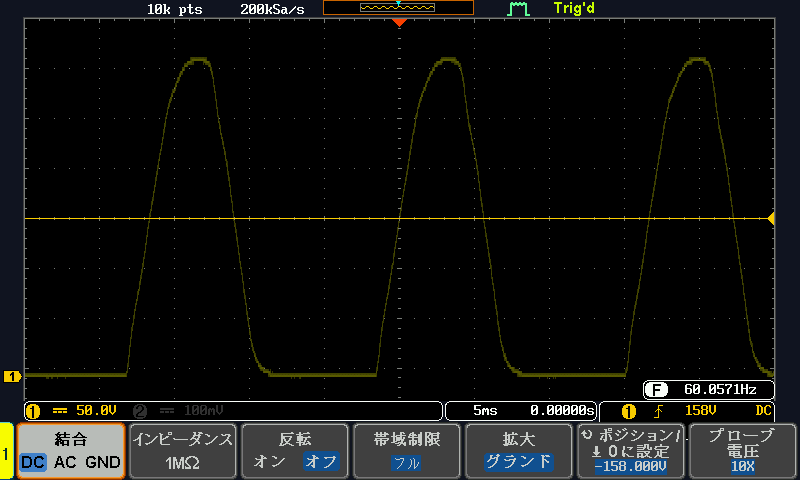 10k pts 200kSa/s Trig'd
1
F 60.0571Hz
1 50.0V 2 100mV 5ms 0.00000s 1 158V DC
1
結合
DC AC GND
インピーダンス
1MΩ
反転
オン オフ
帯域制限
フル
拡大
グランド
ポジション/
0に設定
-158.000V
プローブ
電圧
10X